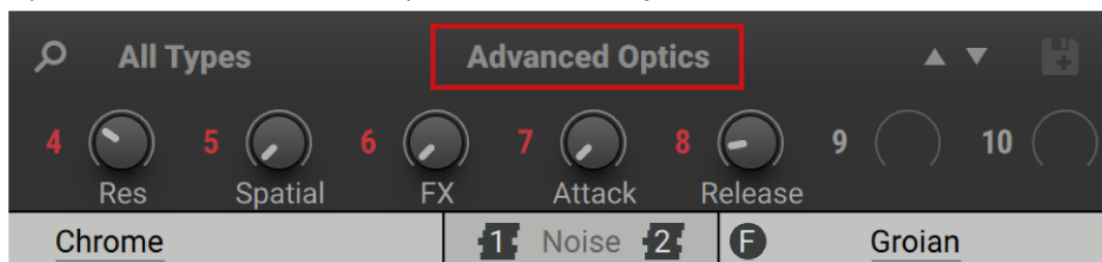 All Types Advanced Optics
4 5 6 7 8 9 10
Res Spatial FX Attack Release
Chrome 1 Noise 2 F Groian